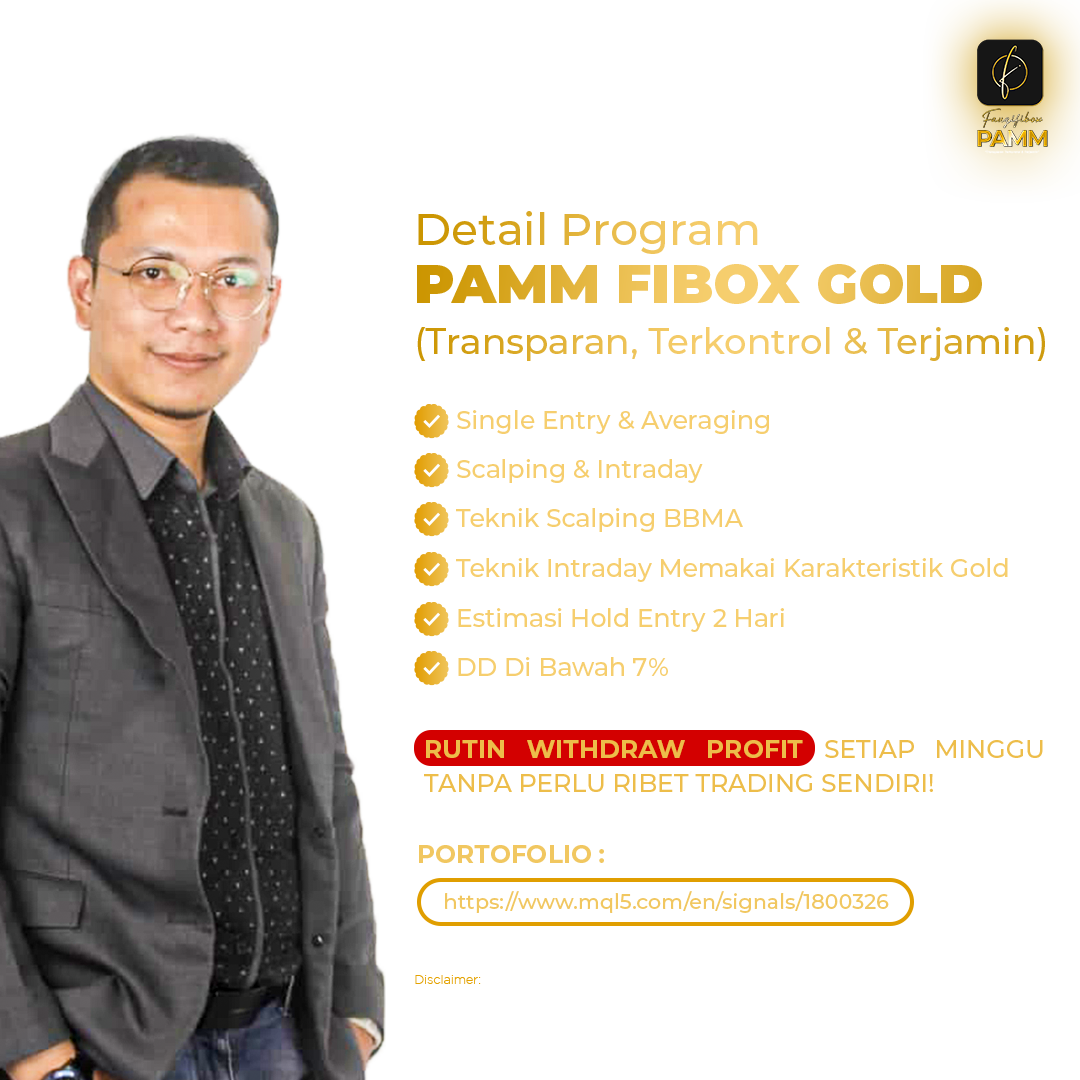 Fauzifibox
PAMM
Detail Program
PAMM FIBOX GOLD
(Transparan, Terkontrol & Terjamin)
Single Entry & Averaging
Scalping & Intraday
Teknik Scalping BBMA
Teknik Intraday Memakai Karakteristik Gold
Estimasi Hold Entry 2 Hari
DD Di Bawah 7%
RUTIN WITHDRAW PROFIT SETIAP MINGGU
TANPA PERLU RIBET TRADING SENDIRI!
PORTOFOLIO :
https://www.mql5.com/en/signals/1800326
Disclaimer: